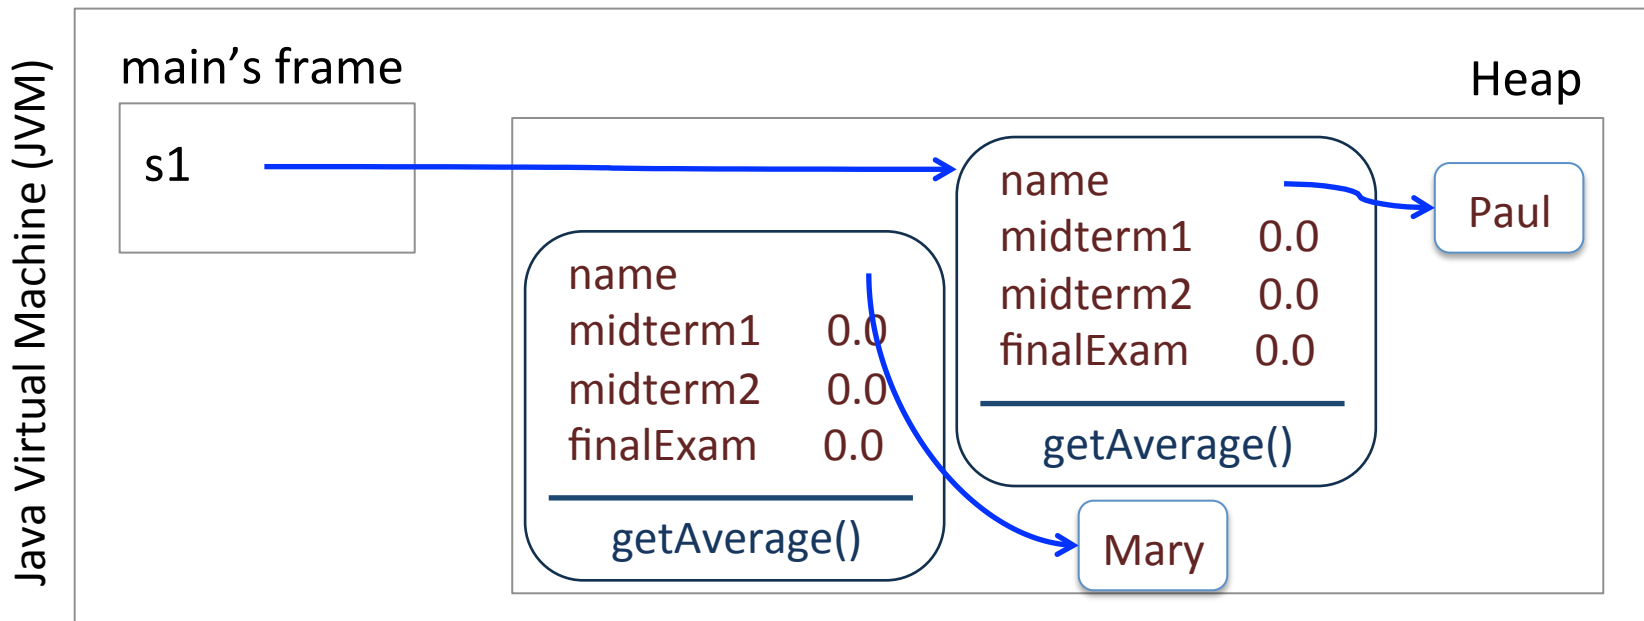 Java Virtual Machine (JVM)
main’s frame
s1
Heap
name
midterm1 0.0
midterm2 0.0
finalExam 0.0
getAverage()
Mary
name
midterm1 0.0
midterm2 0.0
finalExam 0.0
getAverage()
Paul